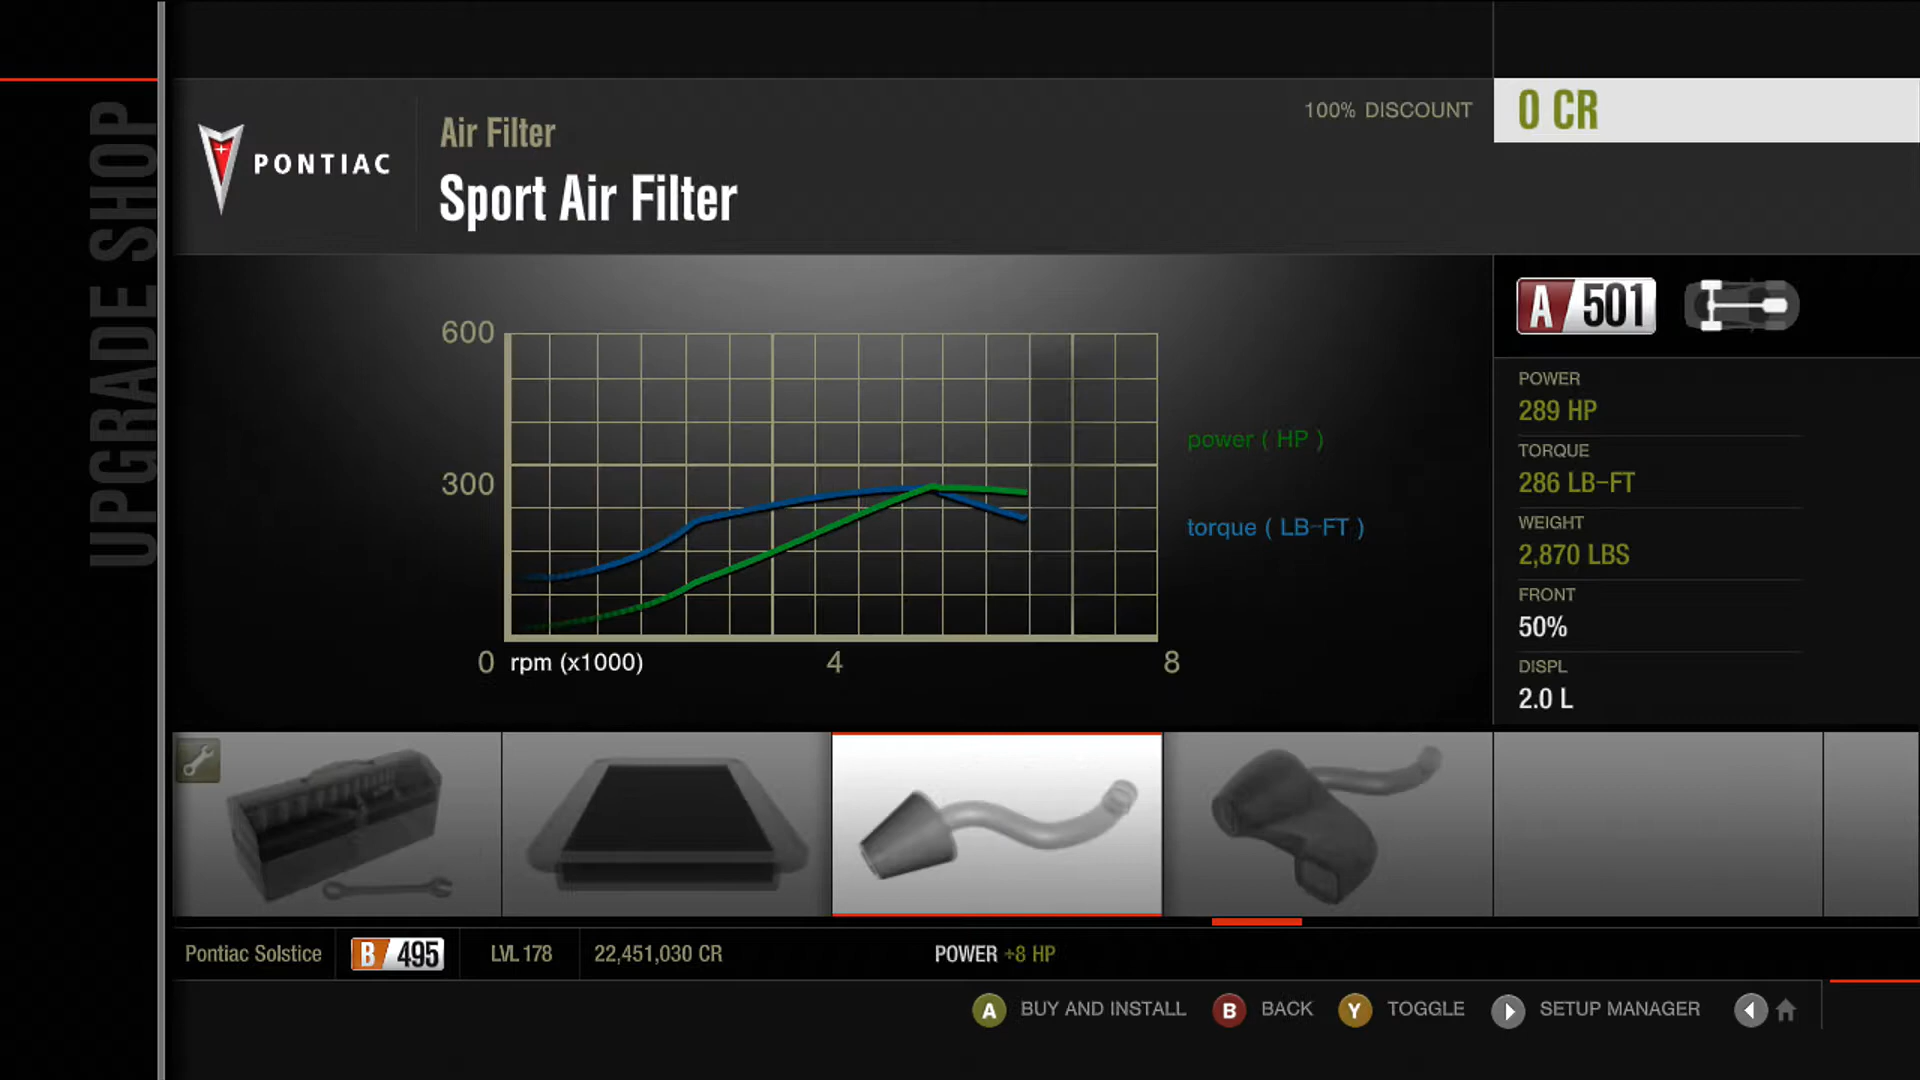 UPGRADE SHOP
PONTIAC
Air Filter
Sport Air Filter
100% DISCOUNT
0 CR
600
300
0
rpm (x1000)
4
8
power ( HP )
torque ( LB-FT )
A 501
POWER
289 HP
TORQUE
286 LB-FT
WEIGHT
2,870 LBS
FRONT
50%
DISPL
2.0 L
Pontiac Solstice
B 495
LVL 178
22,451,030 CR
POWER +8 HP
A BUY AND INSTALL
B BACK
Y TOGGLE
SETUP MANAGER